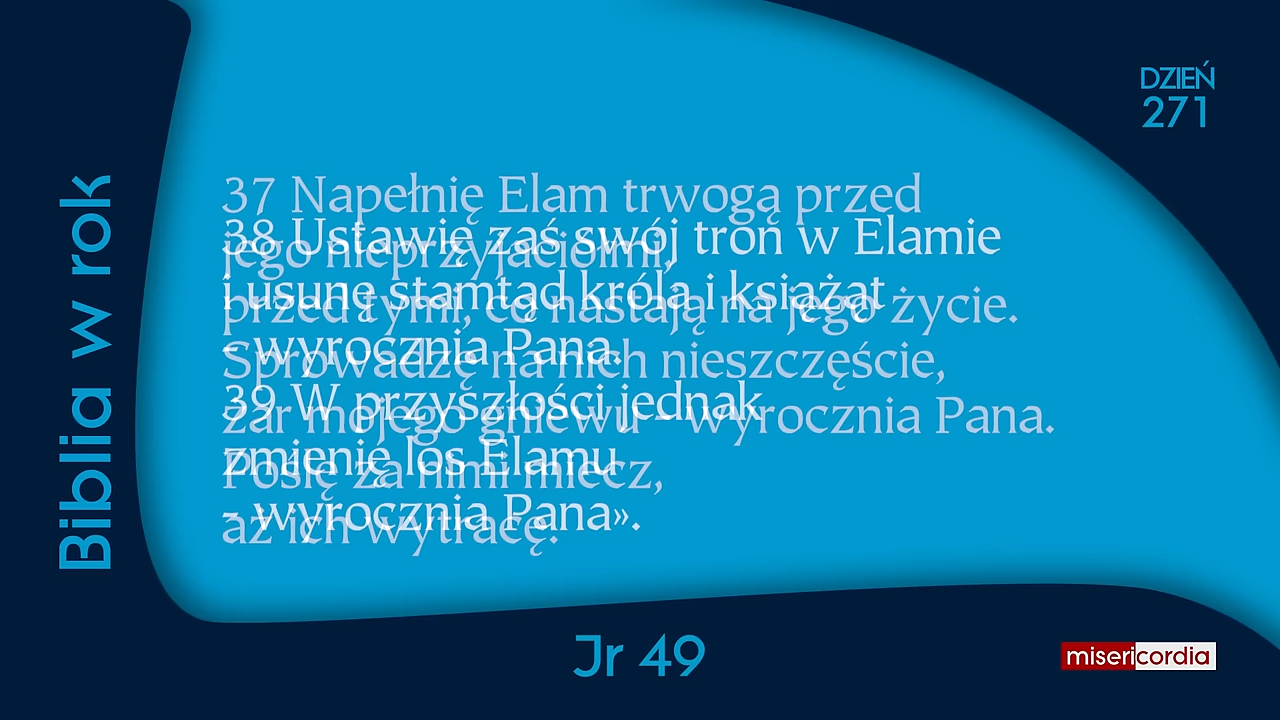 DZIEŃ
271
Biblia w rok
37 Napełnię Elam trwogą przed
jego nieprzyjaciółmi,
przed tymi, co nastają na jego życie.
Sprowadzę na nich nieszczęście,
żar mojego gniewu - wyrocznia Pana.
Poślę za nimi miecz,
aż ich wytracę.
38 Ustawię zaś swój tron w Elamie
i usunę stamtąd króla i książąt
- wyrocznia Pana.
39 W przyszłości jednak
zmienię los Elamu
- wyrocznia Pana».
Jr 49
misericordia